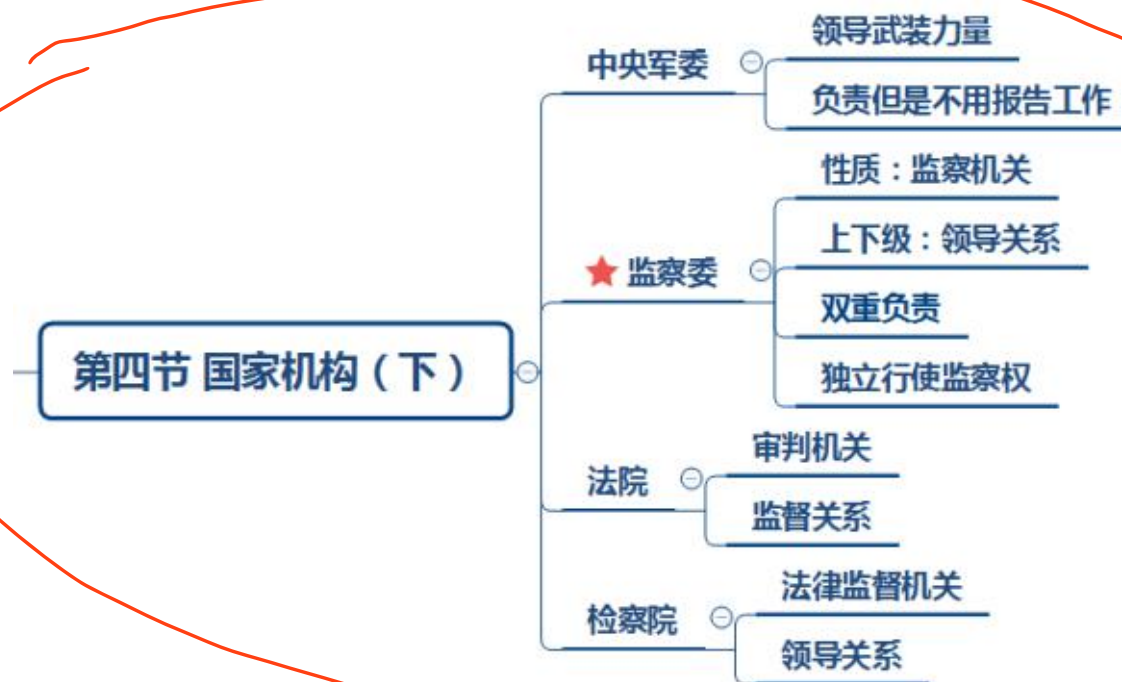 领导武装力量
中央军委
负责但是不用报告工作
性质：监察机关
上下级：领导关系
监察委
双重负责
第四节 国家机构（下）
独立行使监察权
审判机关
法院
监督关系
法律监督机关
检察院
领导关系